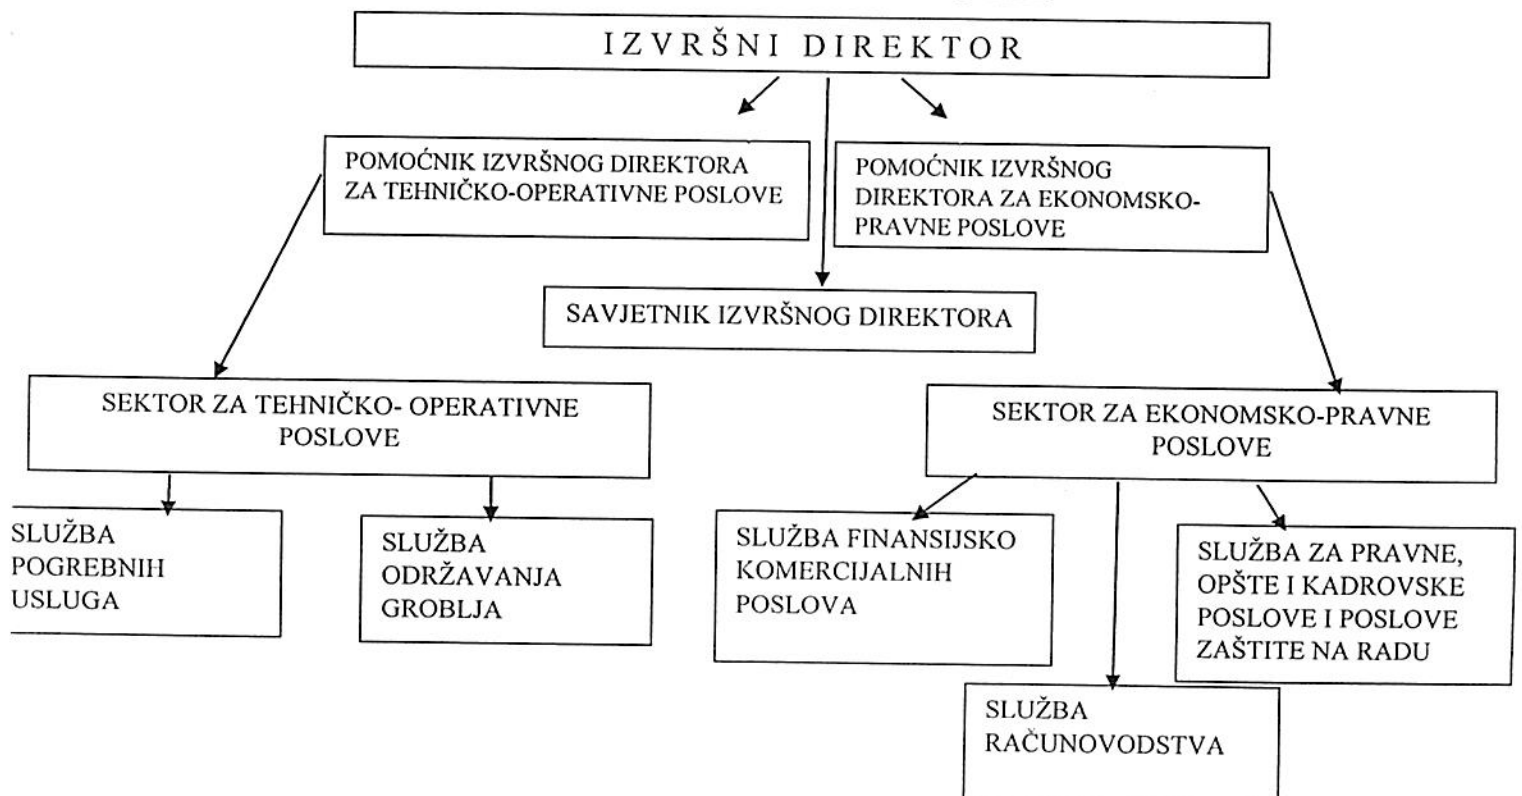 IZVRŠNI DIREKTOR
POMOĆNIK IZVRŠNOG DIREKTORA
ZA TEHNIČKO-OPERATIVNE POSLOVE
POMOĆNIK IZVRŠNOG
DIREKTORA ZA EKONOMSKO-
PRAVNE POSLOVE
SAVJETNIK IZVRŠNOG DIREKTORA
SEKTOR ZA TEHNIČKO- OPERATIVNE
POSLOVE
SEKTOR ZA EKONOMSKO-PRAVNE
POSLOVE
SLUŽBA
POGREBNIH
USLUGA
SLUŽBA
ODRŽAVANJA
GROBLJA
SLUŽBA FINANSIJSKO
KOMERCIJALNIH
POSLOVA
SLUŽBA ZA PRAVNE,
OPŠTE I KADROVSKE
POSLOVE I POSLOVE
ZAŠTITE NA RADU
SLUŽBA
RAČUNOVODSTVA